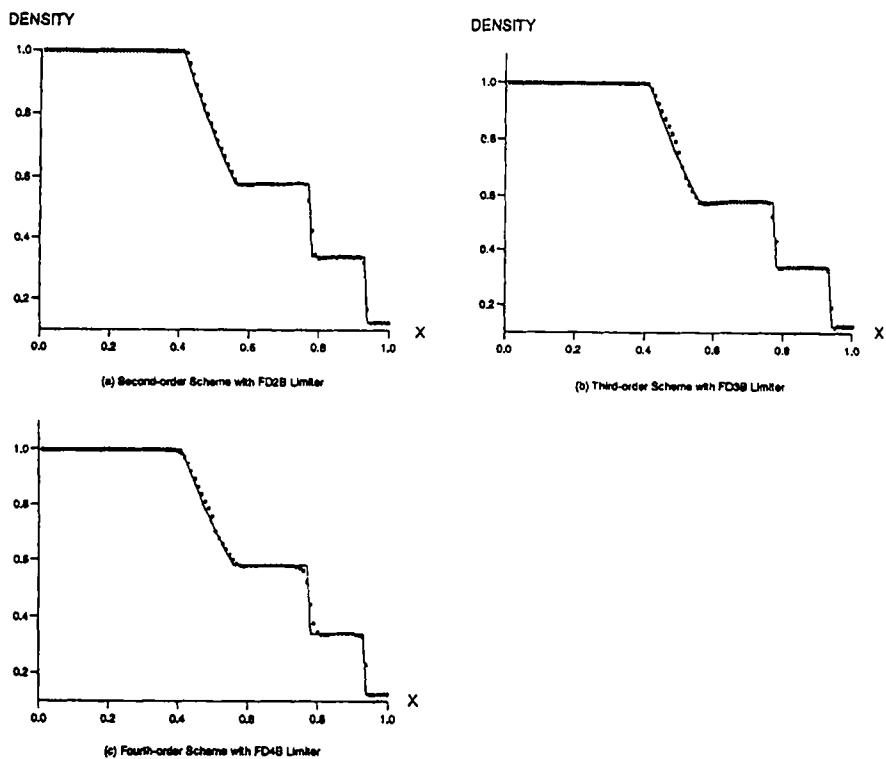 DENSITY
1.0
0.8
0.6
0.4
0.2
0.0 0.2 0.4 0.6 0.8 1.0
X
(a) Second-order Scheme with FD2B Limiter
DENSITY
1.0
0.8
0.6
0.4
0.2
0.0 0.2 0.4 0.6 0.8 1.0
X
(b) Third-order Scheme with FD3B Limiter
1.0
0.8
0.6
0.4
0.2
0.0 0.2 0.4 0.6 0.8 1.0
X
(c) Fourth-order Scheme with FD4B Limiter